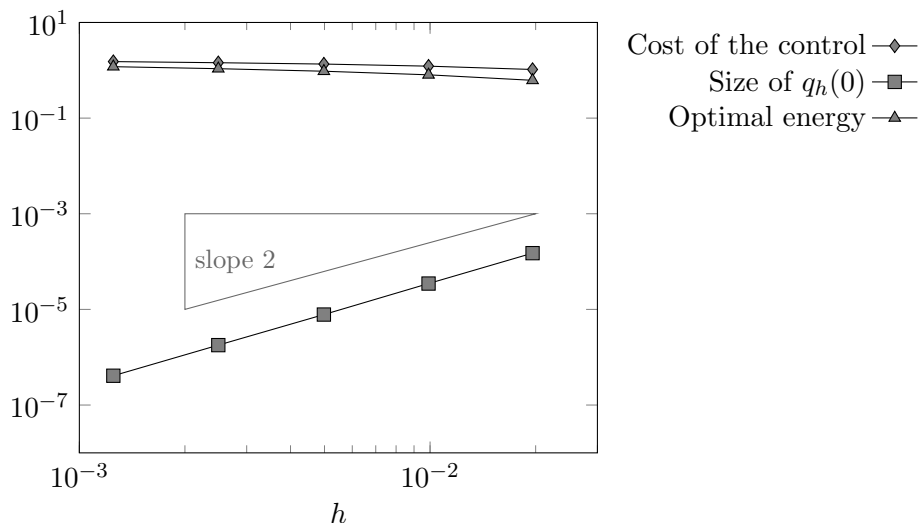 10^1
10^{-1}
10^{-3}
10^{-5}
10^{-7}
10^{-3}
10^{-2}
h
slope 2
Cost of the control
Size of q_h(0)
Optimal energy